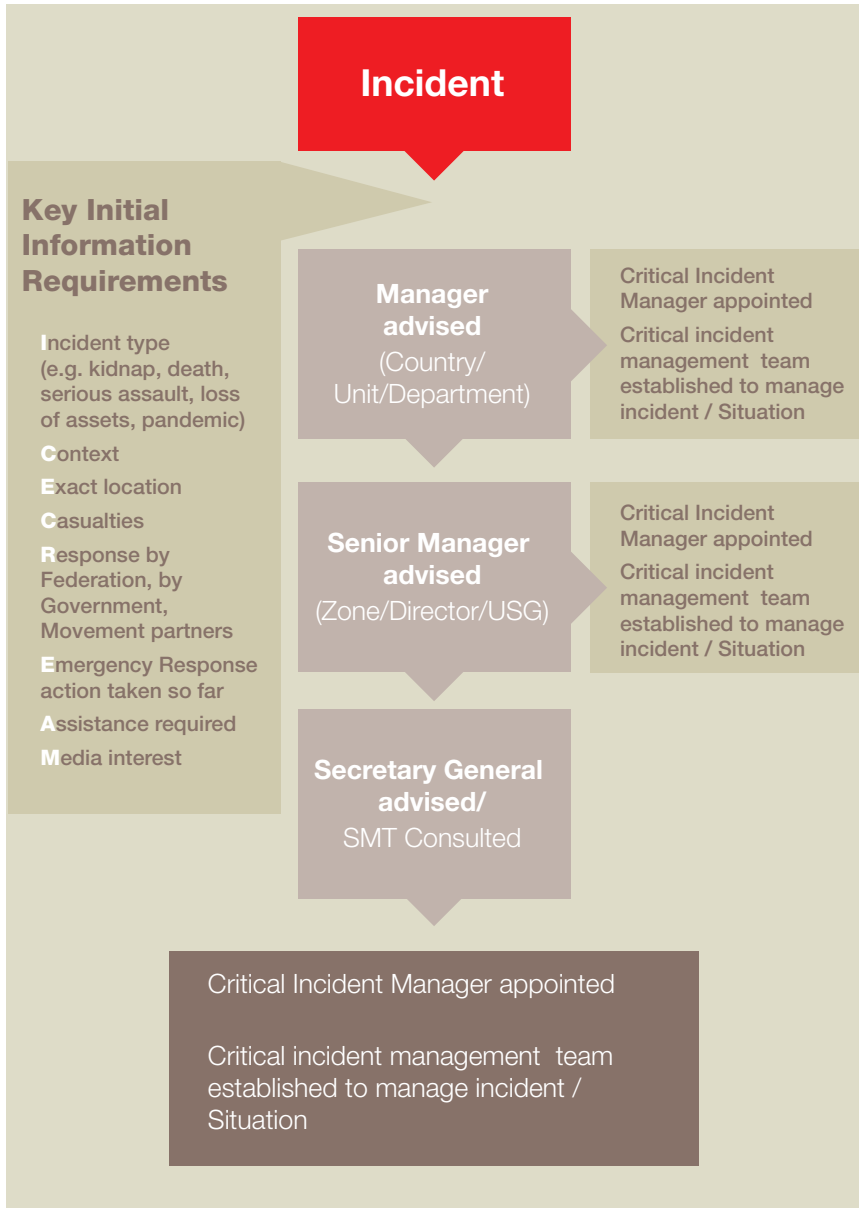 Incident
Key Initial
Information
Requirements
Incident type
(e.g. kidnap, death,
serious assault, loss
of assets, pandemic)
Context
Exact location
Casualties
Response by
Federation, by
Government,
Movement partners
Emergency Response
action taken so far
Assistance required
Media interest
Manager
advised
(Country/
Unit/Department)
Critical Incident
Manager appointed
Critical incident
management team
established to manage
incident / Situation
Senior Manager
advised
(Zone/Director/USG)
Critical Incident
Manager appointed
Critical incident
management team
established to manage
incident / Situation
Secretary General
advised/
SMT Consulted
Critical Incident Manager appointed
Critical incident management team
established to manage incident /
Situation